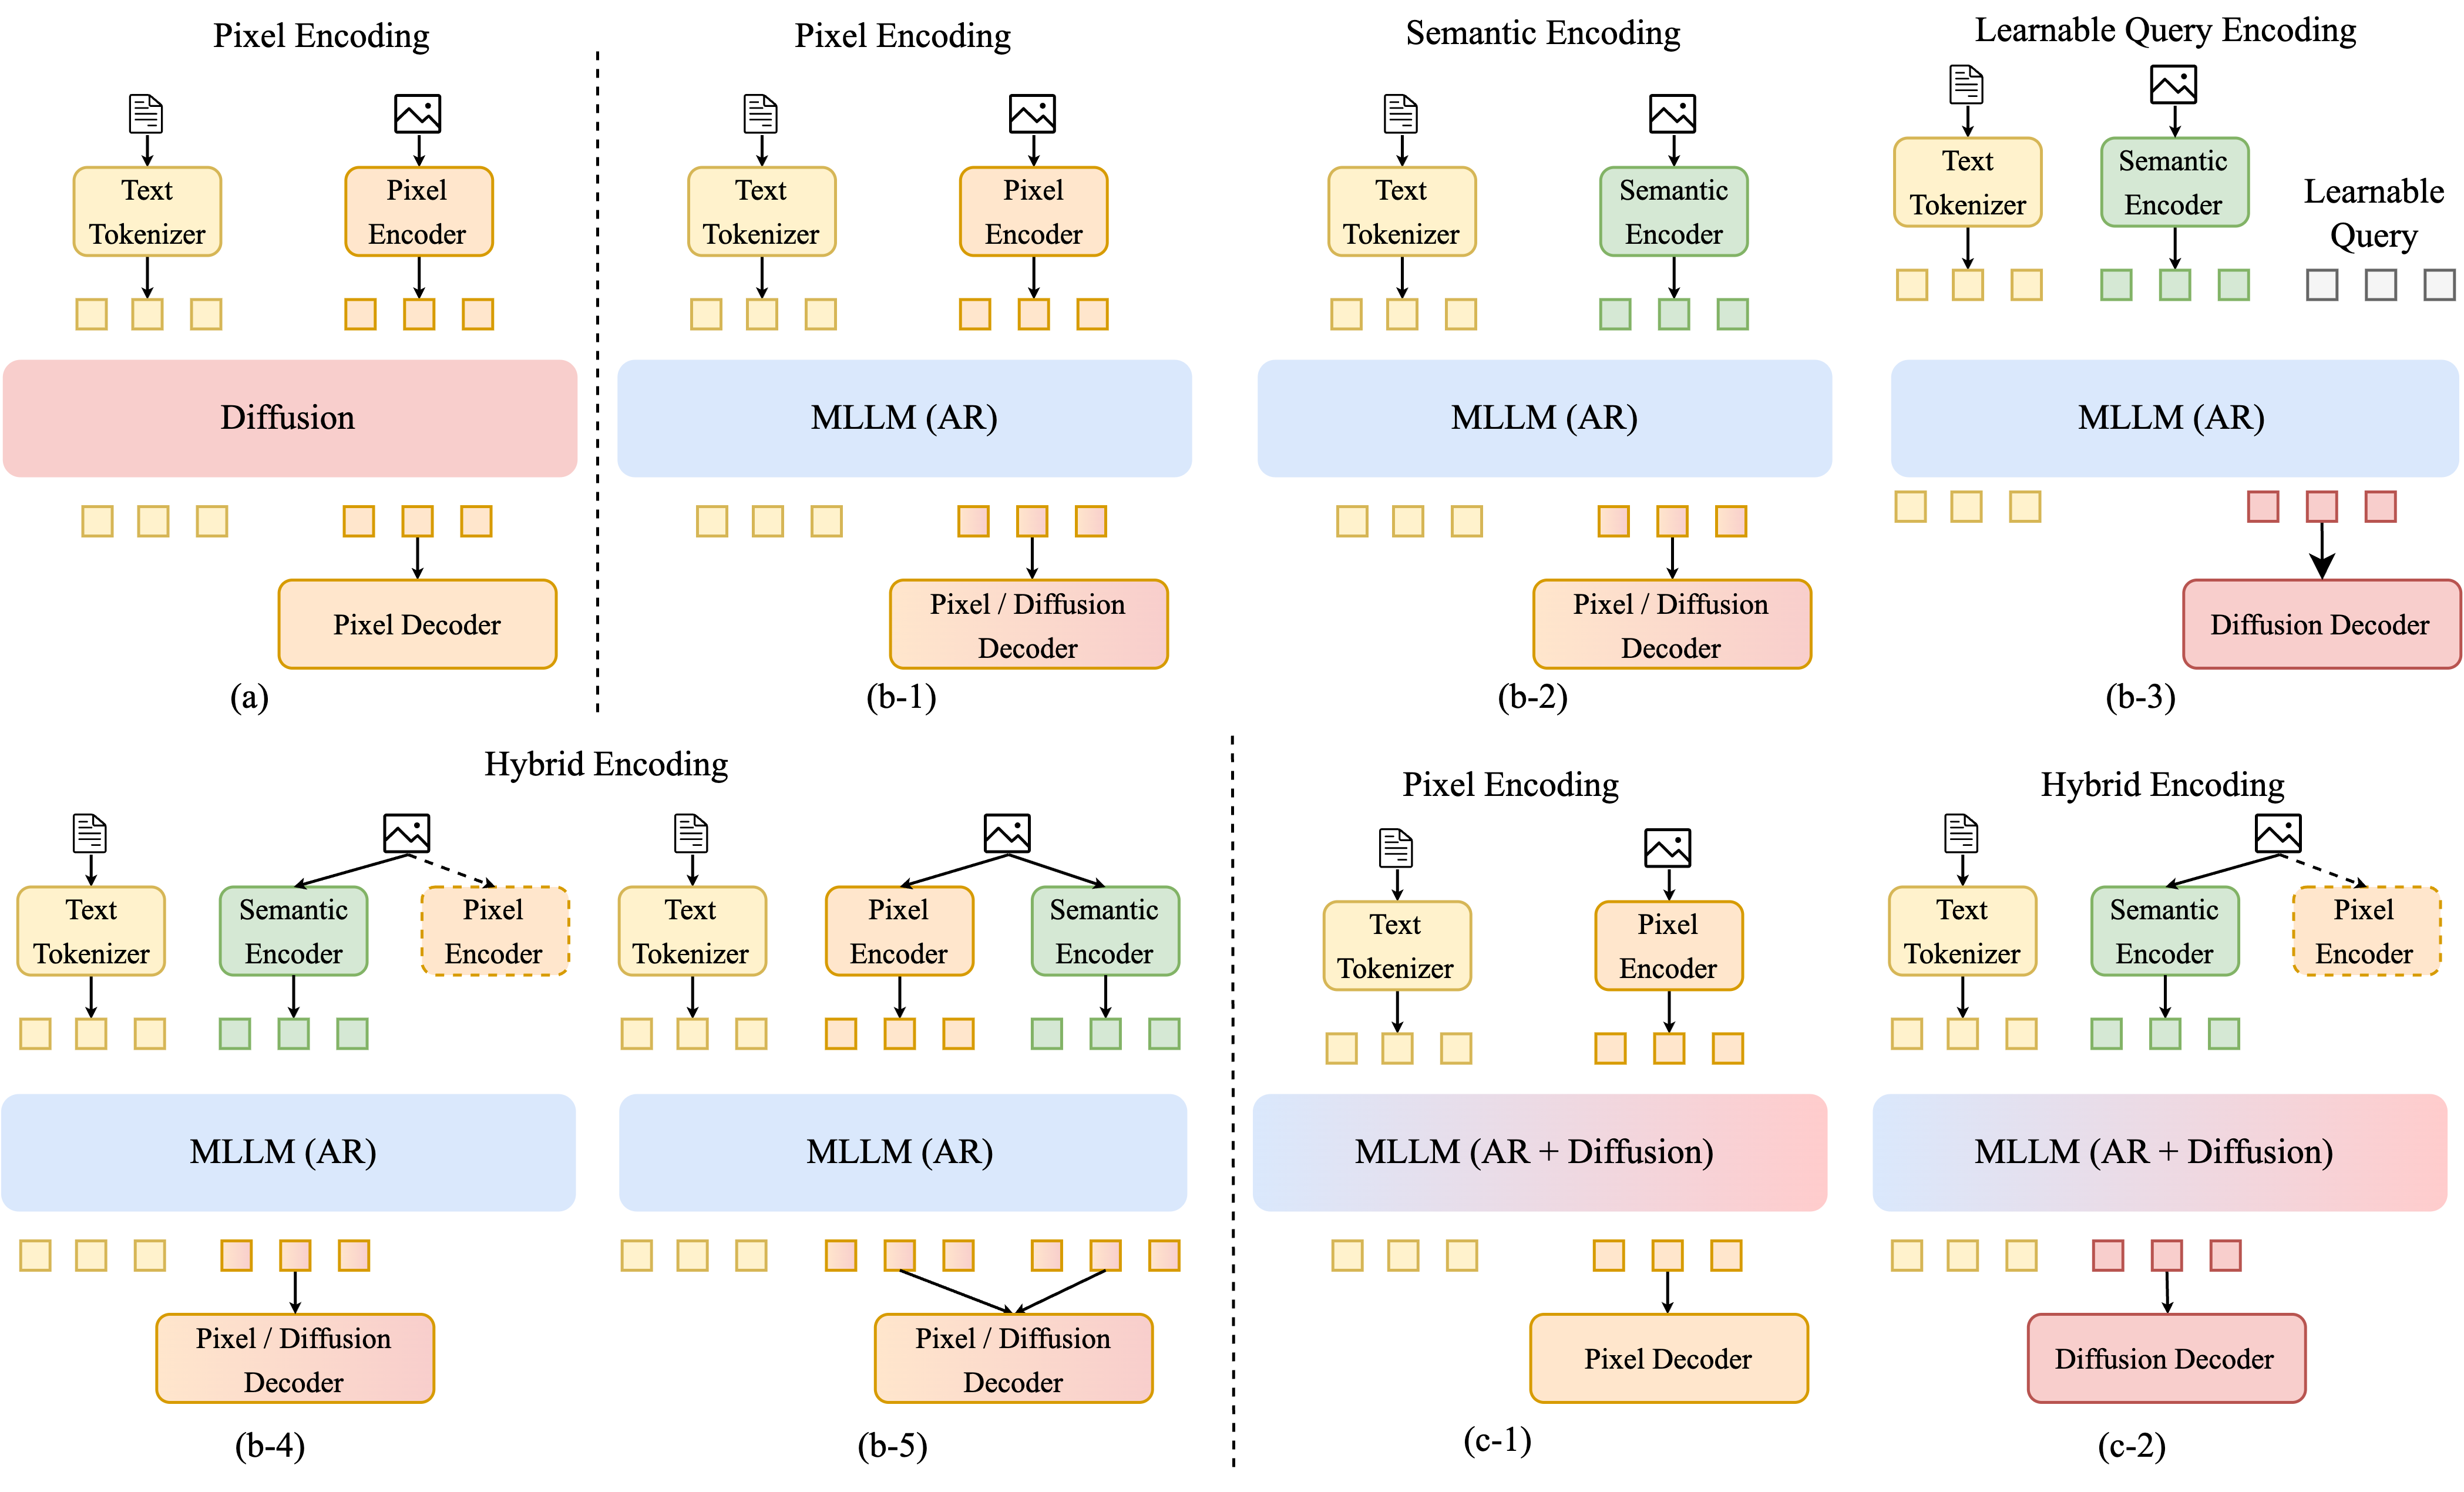 Pixel Encoding
Text
Tokenizer
Pixel
Encoder
Diffusion
Pixel Decoder
(a)
Pixel Encoding
Text
Tokenizer
Pixel
Encoder
MLLM (AR)
Pixel / Diffusion
Decoder
(b-1)
Semantic Encoding
Text
Tokenizer
Semantic
Encoder
MLLM (AR)
Pixel / Diffusion
Decoder
(b-2)
Learnable Query Encoding
Text
Tokenizer
Semantic
Encoder
Learnable
Query
MLLM (AR)
Diffusion Decoder
(b-3)
Hybrid Encoding
Text
Tokenizer
Semantic
Encoder
Pixel
Encoder
MLLM (AR)
Pixel / Diffusion
Decoder
(b-4)
Text
Tokenizer
Pixel
Encoder
Semantic
Encoder
MLLM (AR)
Pixel / Diffusion
Decoder
(b-5)
Pixel Encoding
Text
Tokenizer
Pixel
Encoder
MLLM (AR + Diffusion)
Pixel Decoder
(c-1)
Hybrid Encoding
Text
Tokenizer
Semantic
Encoder
Pixel
Encoder
MLLM (AR + Diffusion)
Diffusion Decoder
(c-2)